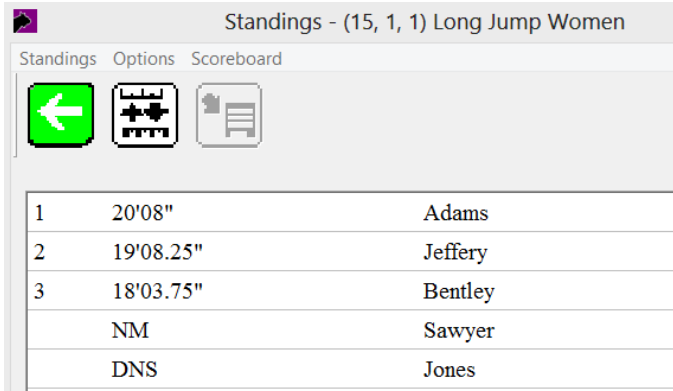 Standings - (15, 1, 1) Long Jump Women
Standings Options Scoreboard
1 20'08" Adams
2 19'08.25" Jeffery
3 18'03.75" Bentley
NM Sawyer
DNS Jones